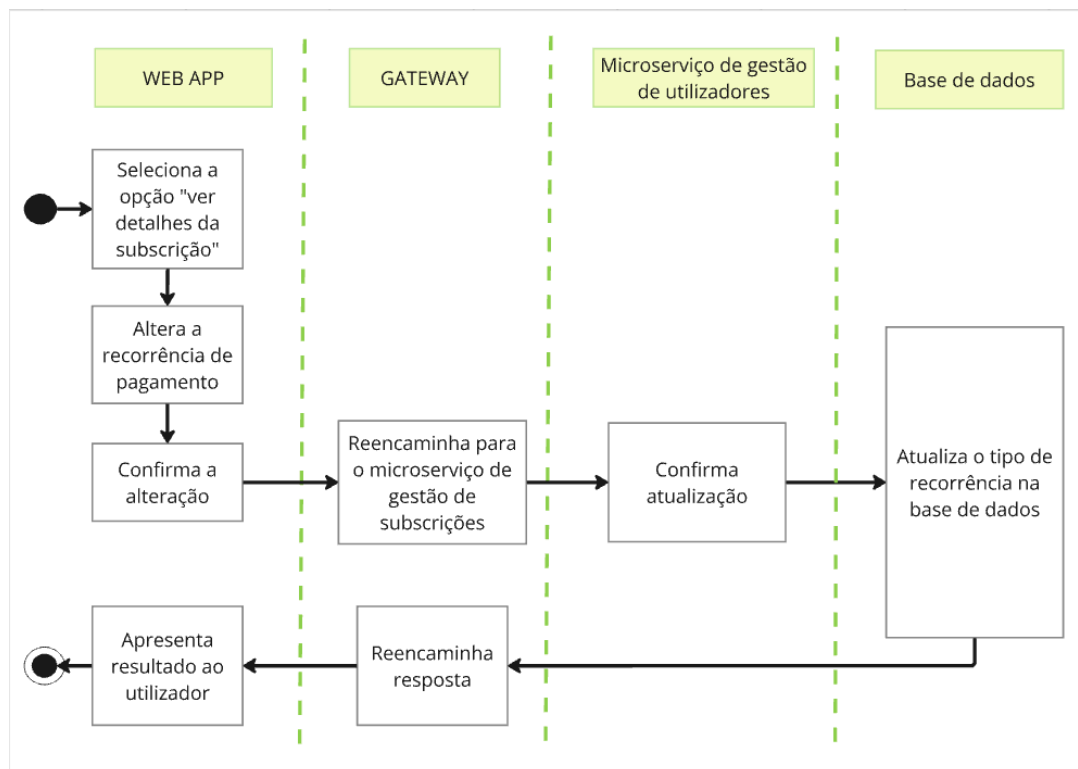 WEB APP
GATEWAY
Microserviço de gestão
de utilizadores
Base de dados
Seleciona a
opção "ver
detalhes da
subscrição"
Altera a
recorrência de
pagamento
Confirma a
alteração
Reencaminha para
o microserviço de
gestão de
subscrições
Confirma
atualização
Atualiza o tipo de
recorrência na
base de dados
Apresenta
resultado ao
utilizador
Reencaminha
resposta